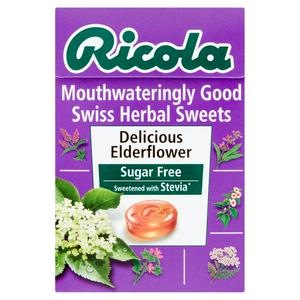 Ricola
Mouthwateringly Good
Swiss Herbal Sweets
Delicious
Elderflower
Sugar Free
Sweetened with Stevia*